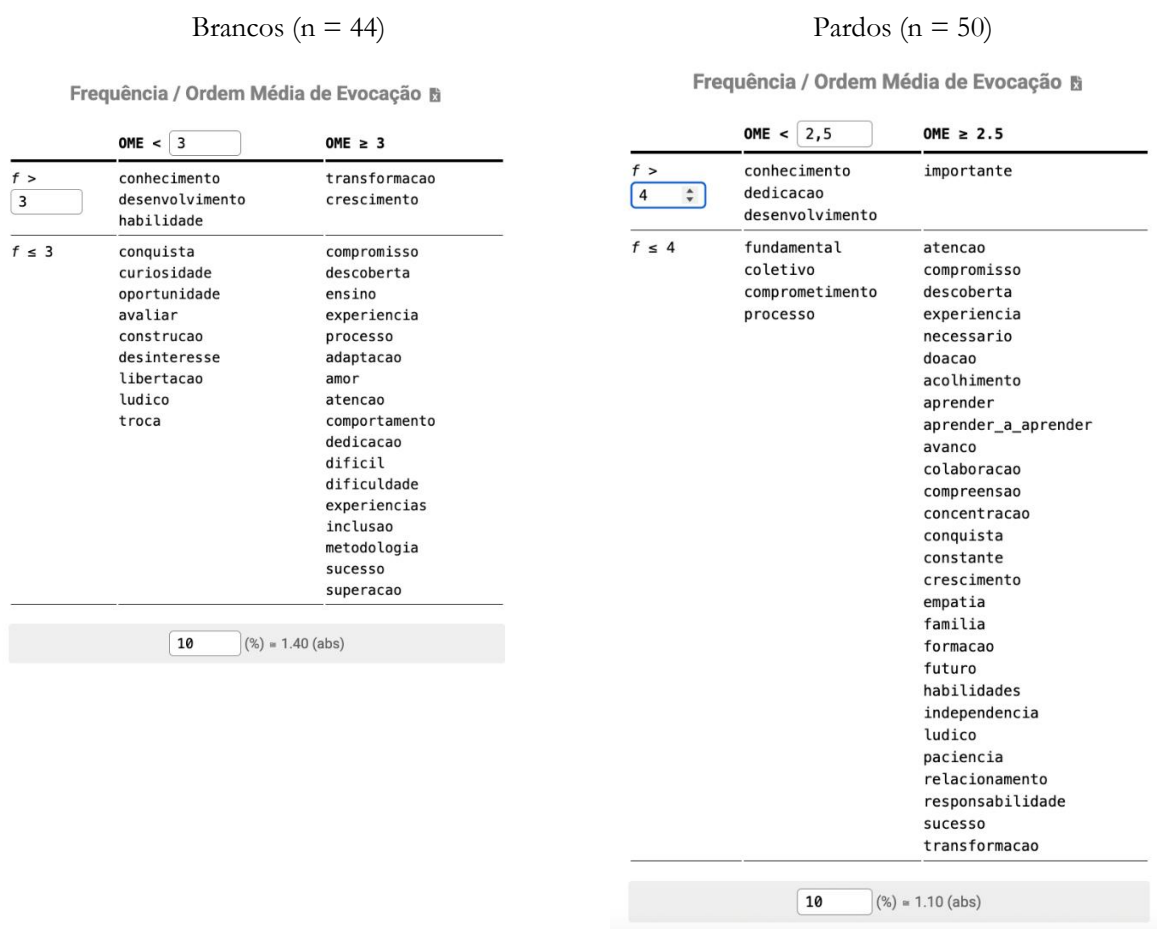 Brancos (n = 44)
Frequência / Ordem Média de Evocação
OME < 3 OME ≥ 3
f > 3 conhecimento transformacao
desenvolvimento crescimento
habilidade
f ≤ 3 conquista compromisso
curiosidade descoberta
oportunidade ensino
avaliar experiencia
construcao processo
desinteresse adaptacao
libertacao amor
ludico atencao
troca comportamento
dedicacao
dificil
dificuldade
experiencias
inclusao
metodologia
sucesso
superacao
10 (%) = 1.40 (abs)
Pardos (n = 50)
Frequência / Ordem Média de Evocação
OME < 2,5 OME ≥ 2.5
f > 4 conhecimento importante
dedicacao
desenvolvimento
f ≤ 4 fundamental atencao
coletivo compromisso
comprometimento descoberta
processo experiencia
necessario
doacao
acolhimento
aprender
aprender_a_aprender
avanco
colaboracao
compreensao
concentracao
conquista
constante
crescimento
empatia
familia
formacao
futuro
habilidades
independencia
ludico
paciencia
relacionamento
responsabilidade
sucesso
transformacao
10 (%) = 1.10 (abs)